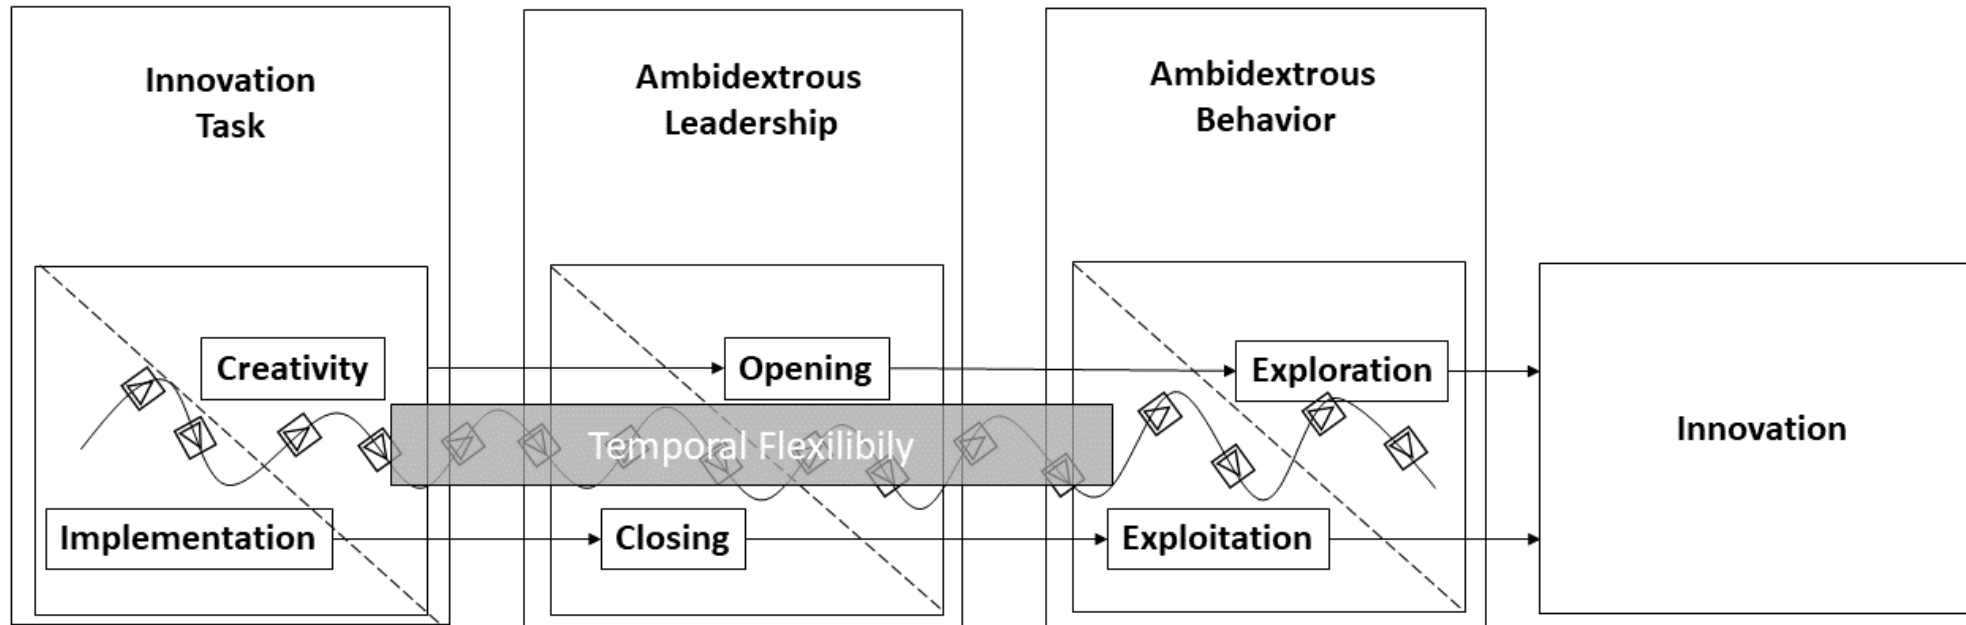 Innovation
Task
Ambidextrous
Leadership
Ambidextrous
Behavior
Creativity
Opening
Exploration
Temporal Flexilibily
Innovation
Implementation
Closing
Exploitation